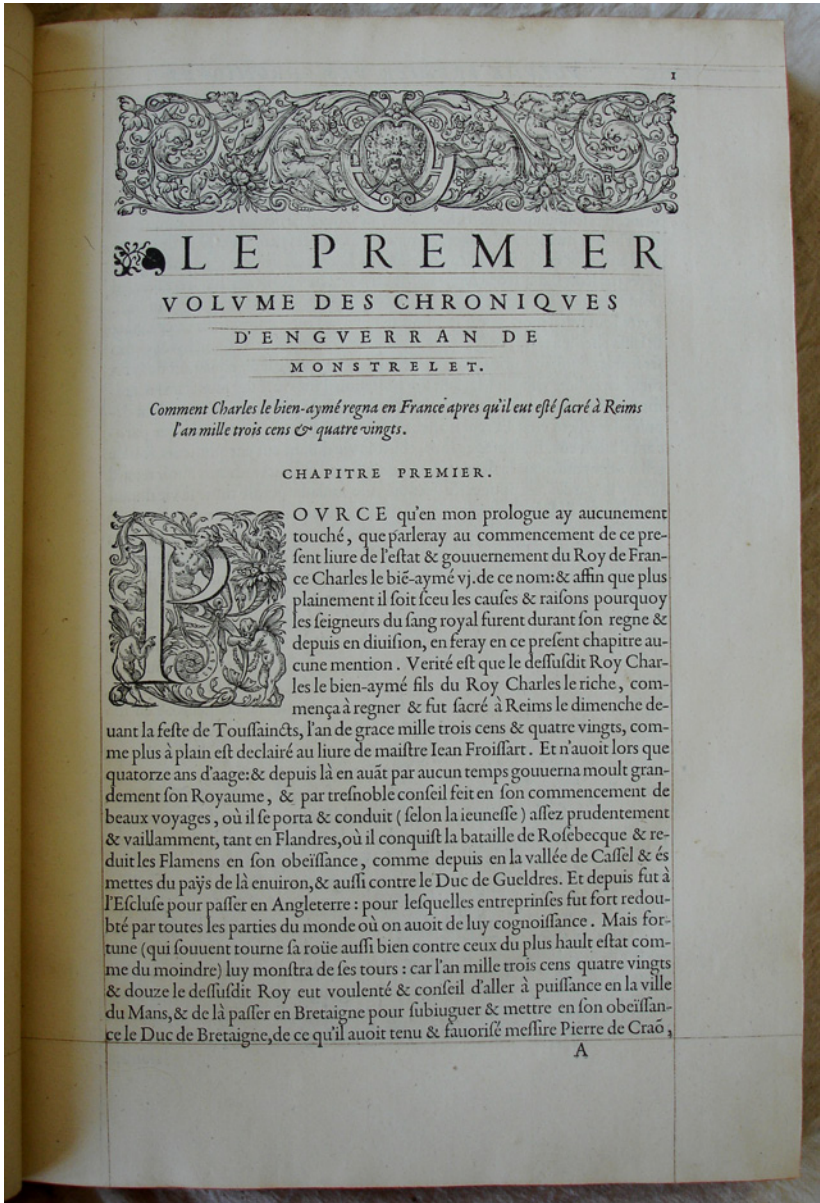 1
LE PREMIER
VOLVME DES CHRONIQVES
D'ENGVERRAN DE
MONSTRELET.
Comment Charles le bien-aymé regna en France apres qu'il eut eſté ſacré à Reims
l'an mille trois cens & quatre vingts.
CHAPITRE PREMIER.
POVRCE qu'en mon prologue ay aucunement
touché, que parleray au commencement de ce pre-
ſent liure de l'eſtat & gouuernement du Roy de Fran-
ce Charles le biẽ-aymé vj. de ce nom: & affin que plus
plainement il ſoit ſceu les cauſes & raiſons pourquoy
les ſeigneurs du ſang royal furent durant ſon regne &
depuis en diuiſion, en feray en ce preſent chapitre au-
cune mention. Verité eſt que le deſſuſdit Roy Char-
les le bien-aymé fils du Roy Charles le riche, com-
mença à regner & fut ſacré à Reims le dimenche de-
uant la feſte de Touſſaincts, l'an de grace mille trois cens & quatre vingts, com-
me plus à plain eſt declairé au liure de maiſtre Iean Froiſſart. Et n'auoit lors que
quatorze ans d'aage: & depuis là en auāt par aucun temps gouuerna moult gran-
dement ſon Royaume, & par treſnoble conſeil feit en ſon commencement de
beaux voyages, où il ſe porta & conduit (ſelon ſa ieuneſſe) aſſez prudentement
& vaillamment, tant en Flandres, où il conquiſt la bataille de Roſebecque & re-
duit les Flamens en ſon obeïſſance, comme depuis en la vallée de Caſſel & és
mettes du paÿs de là enuiron, & auſſi contre le Duc de Gueldres. Et depuis fut à
l'Eſcluſe pour paſſer en Angleterre: pour leſquelles entreprinſes fut fort redou-
bté par toutes les parties du monde où on auoit de luy cognoiſſance. Mais for-
tune (qui ſouuent tourne ſa roüe auſſi bien contre ceux du plus hault eſtat com-
me du moindre) luy monſtra de ſes tours: car l'an mille trois cens quatre vingts
& douze le deſſuſdit Roy eut voulenté & conſeil d'aller à puiſſance en la ville
du Mans, & de là paſſer en Bretaigne pour ſubiuguer & mettre en ſon obeïſſan-
ce le Duc de Bretaigne, de ce qu'il auoit tenu & fauoriſé meſſire Pierre de Craõ,
A